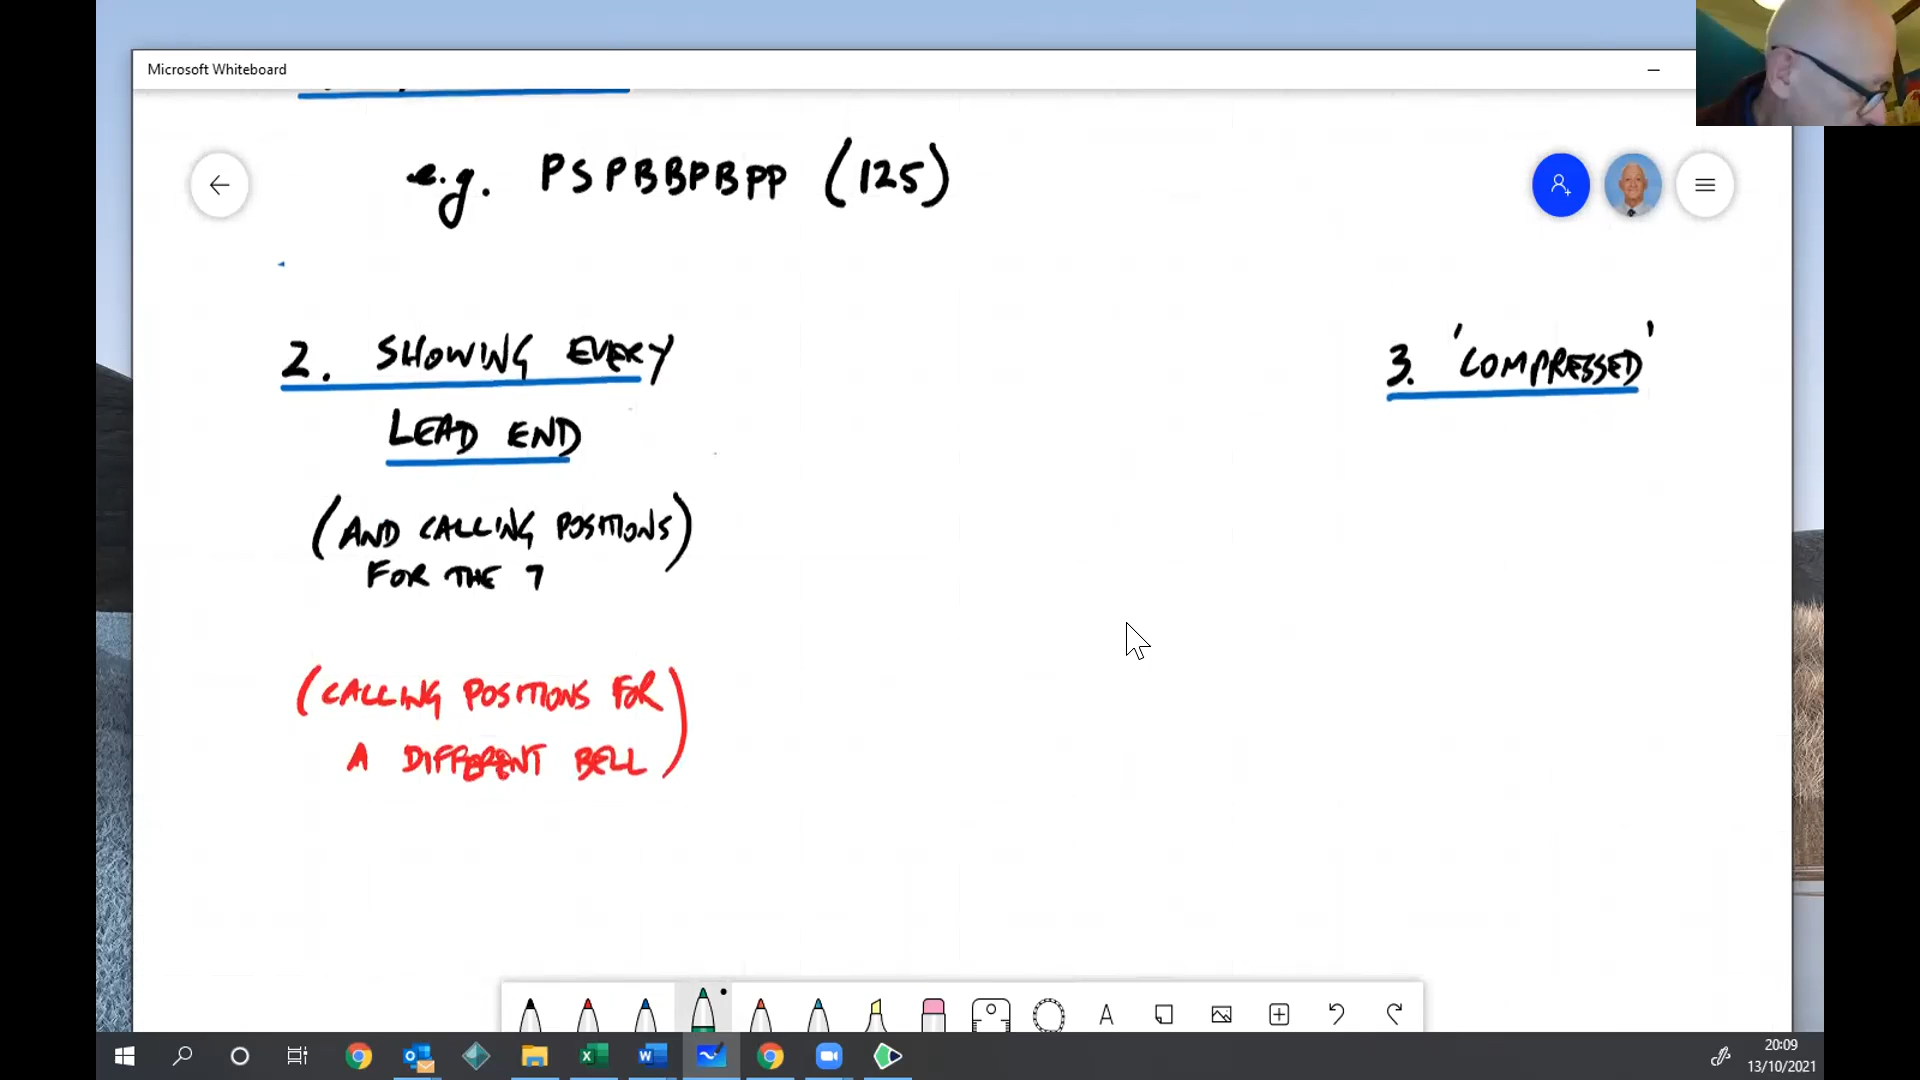 Microsoft Whiteboard
e.g. PSPBBPBPP (125)
2. SHOWING EVERY
LEAD END
(AND CALLING POSITIONS)
FOR THE 7
(CALLING POSITIONS FOR
A DIFFERENT BELL)
3. 'COMPRESSED'
20:09
13/10/2021